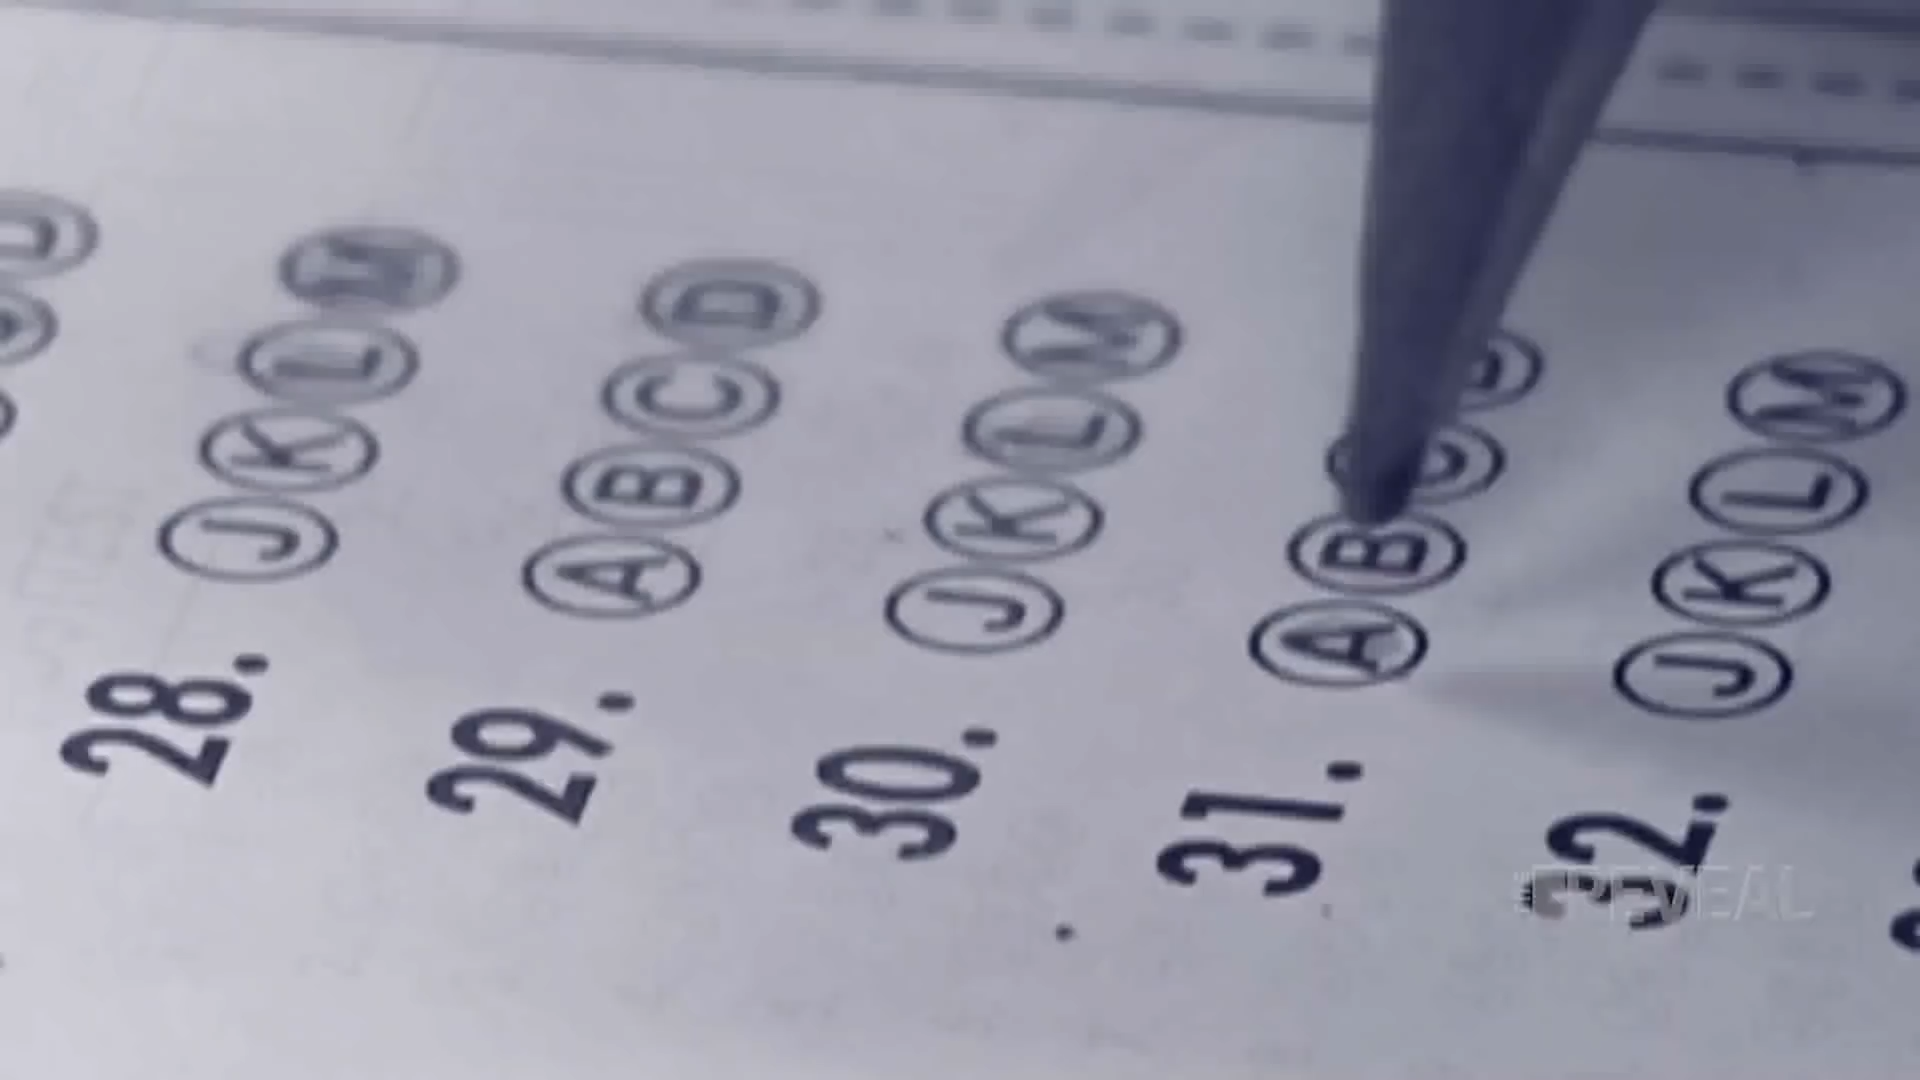 28. J K L M
29. A B C D
30. J K L M
31. A B C D
32. J K L M
#REVEAL